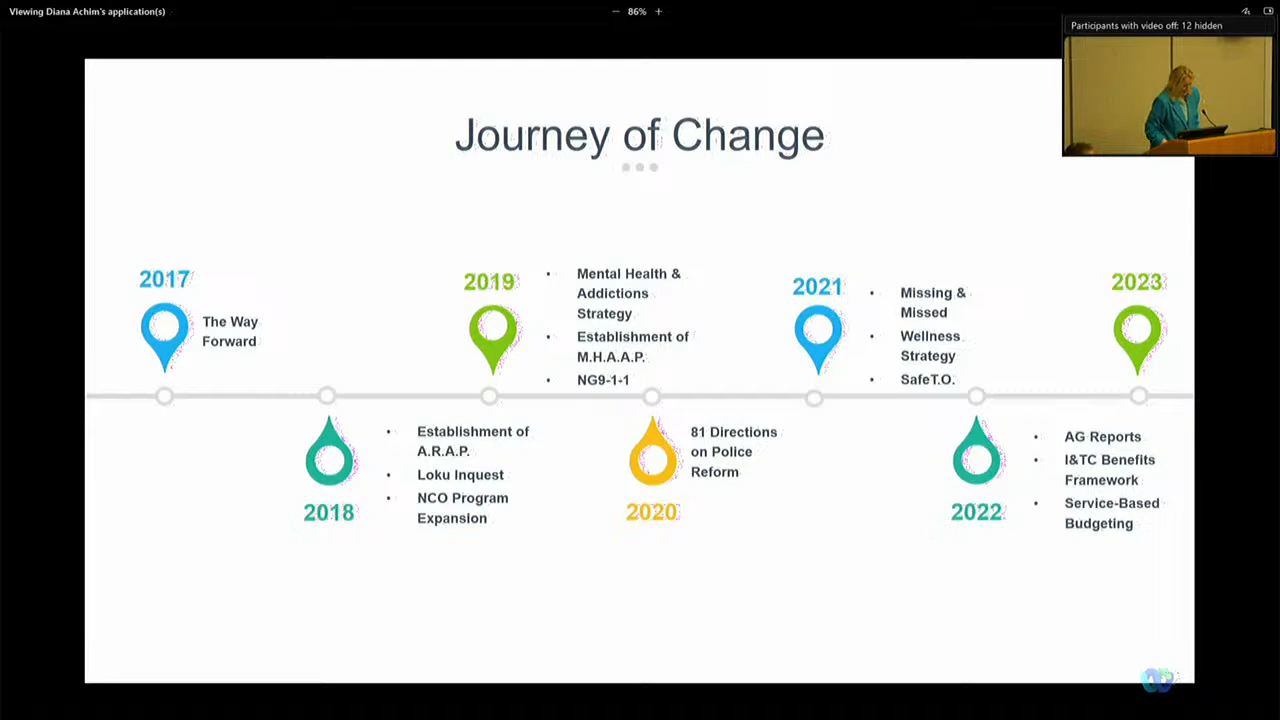 Viewing Diana Achim's application(s)
86%
Participants with video off: 12 hidden
Journey of Change
2017
The Way
Forward
2018
Establishment of
A.R.A.P.
Loku Inquest
NCO Program
Expansion
2019
Mental Health &
Addictions
Strategy
Establishment of
M.H.A.A.P.
NG9-1-1
2020
81 Directions
on Police
Reform
2021
Missing &
Missed
Wellness
Strategy
SafeT.O.
2022
AG Reports
I&TC Benefits
Framework
Service-Based
Budgeting
2023